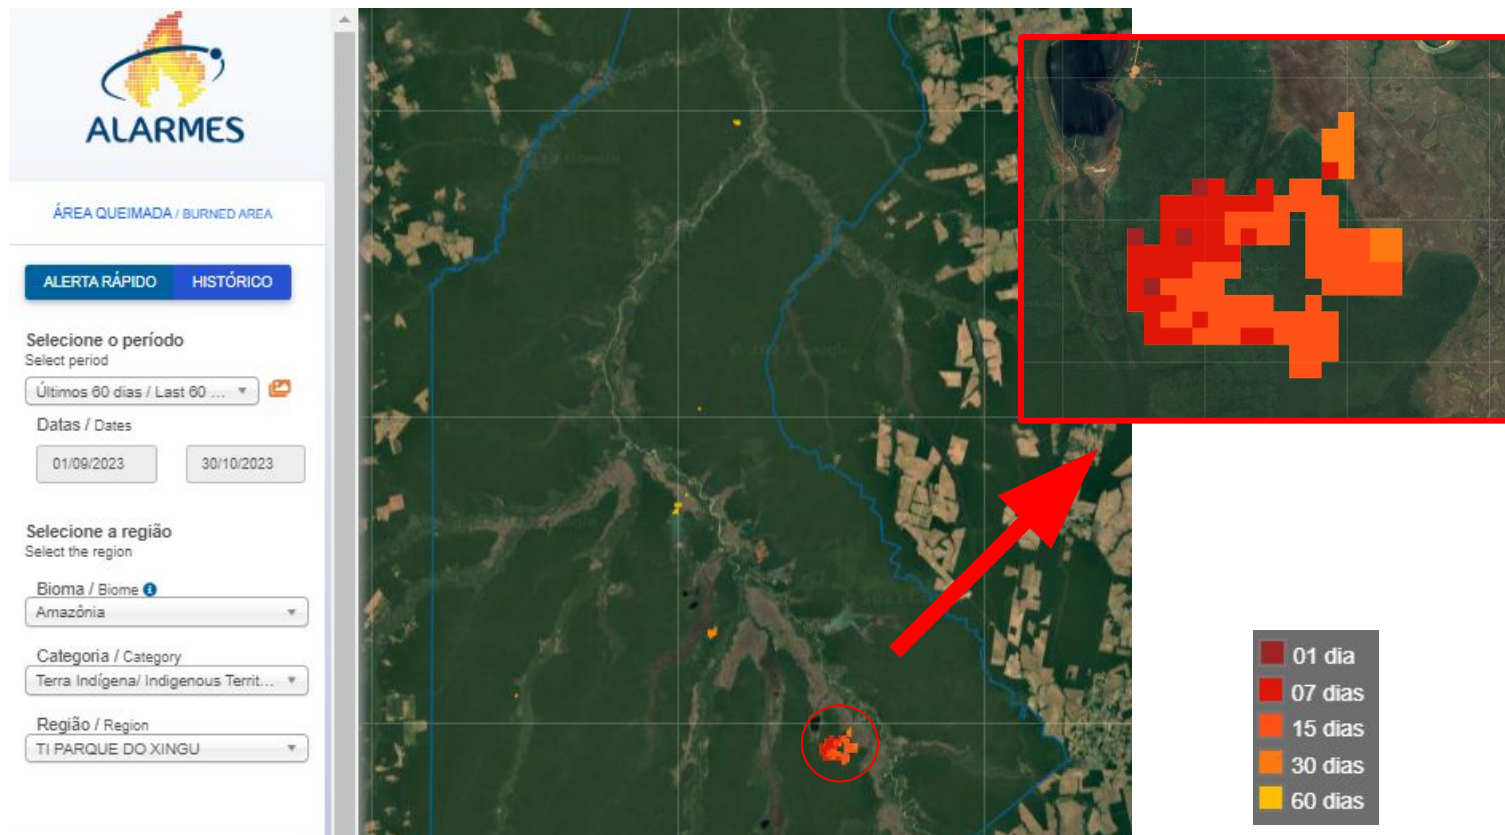 ALARMES
ÁREA QUEIMADA / BURNED AREA
ALERTA RÁPIDO
HISTÓRICO
Selecione o período
Select period
Últimos 60 dias / Last 60 ...
Datas / Dates
01/09/2023
30/10/2023
Selecione a região
Select the region
Bioma / Biome
Amazônia
Categoria / Category
Terra Indígena/ Indigenous Territ...
Região / Region
TI PARQUE DO XINGU
01 dia
07 dias
15 dias
30 dias
60 dias